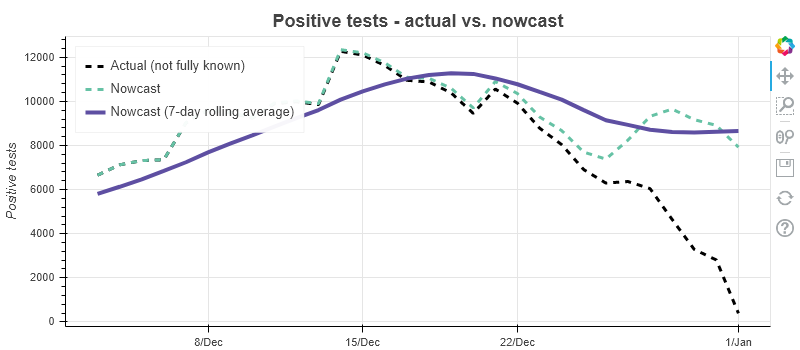 Positive tests - actual vs. nowcast
Actual (not fully known)
Nowcast
Nowcast (7-day rolling average)
Positive tests
12000
10000
8000
6000
4000
2000
0
8/Dec
15/Dec
22/Dec
1/Jan